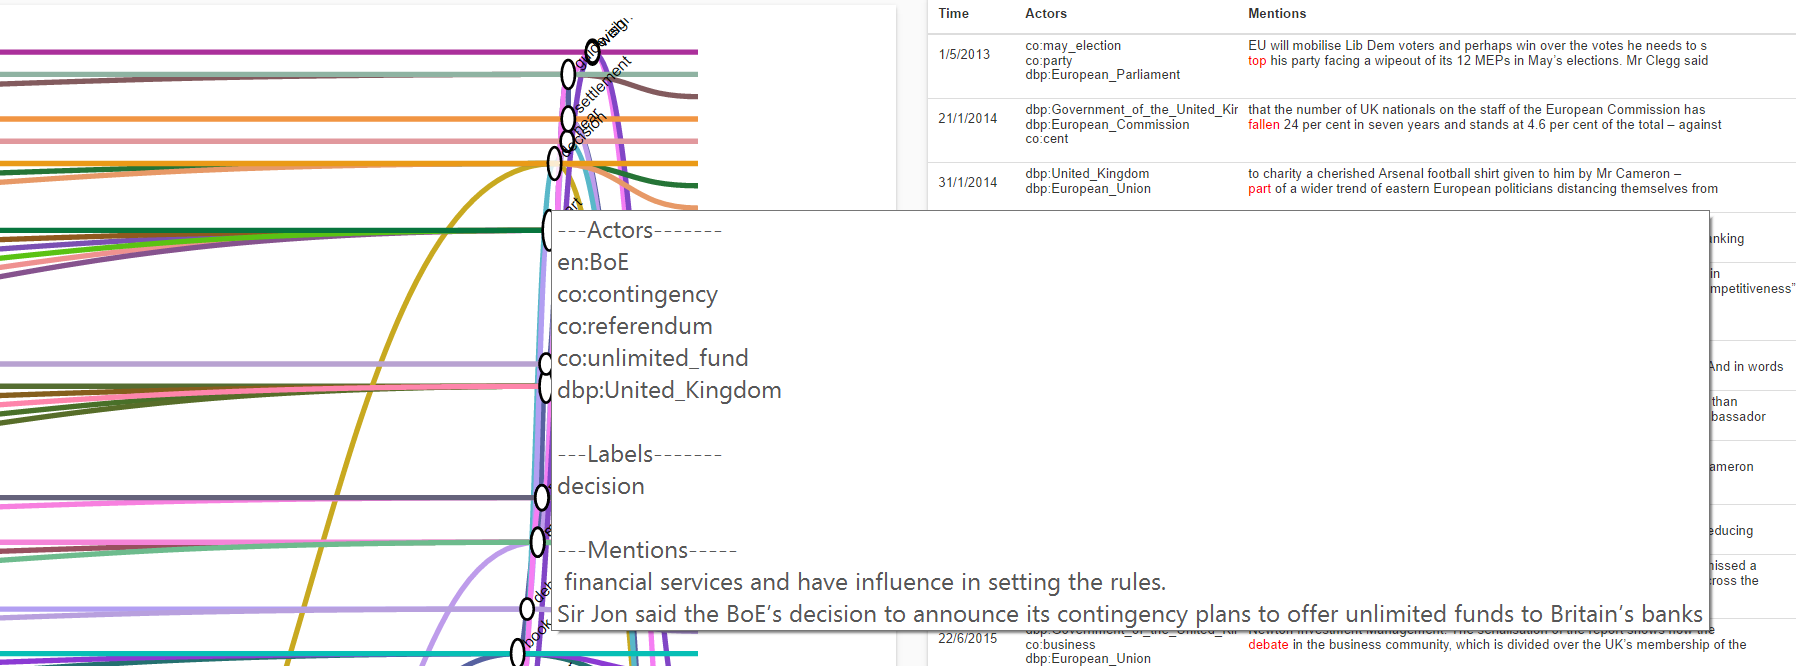 settlement
near
decision
art
deb
book
Time Actors Mentions
1/5/2013
co:may_election
co:party
dbp:European_Parliament
EU will mobilise Lib Dem voters and perhaps win over the votes he needs to s
top his party facing a wipeout of its 12 MEPs in May's elections. Mr Clegg said
21/1/2014
dbp:Government_of_the_United_Kir
dbp:European_Commission
co:cent
that the number of UK nationals on the staff of the European Commission has
fallen 24 per cent in seven years and stands at 4.6 per cent of the total – against
31/1/2014
dbp:United_Kingdom
dbp:European_Union
to charity a cherished Arsenal football shirt given to him by Mr Cameron –
part of a wider trend of eastern European politicians distancing themselves from
---Actors-------
en:BoE
co:contingency
co:referendum
co:unlimited_fund
dbp:United_Kingdom
---Labels-------
decision
---Mentions-----
financial services and have influence in setting the rules.
Sir Jon said the BoE's decision to announce its contingency plans to offer unlimited funds to Britain's banks
anking
in
mpetitiveness”
And in words
than
bassador
ameron
educing
nissed a
ross the
22/6/2015
co:business
dbp:European_Union
debate in the business community, which is divided over the UK's membership of the